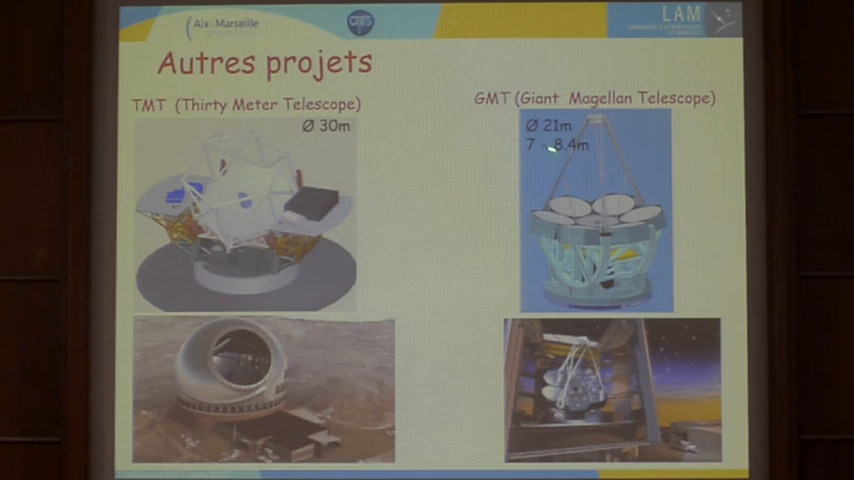 Aix-Marseille
CNRS
LAM
Autres projets
TMT (Thirty Meter Telescope)
Ø 30m
GMT (Giant Magellan Telescope)
Ø 21m
7 × 8.4m